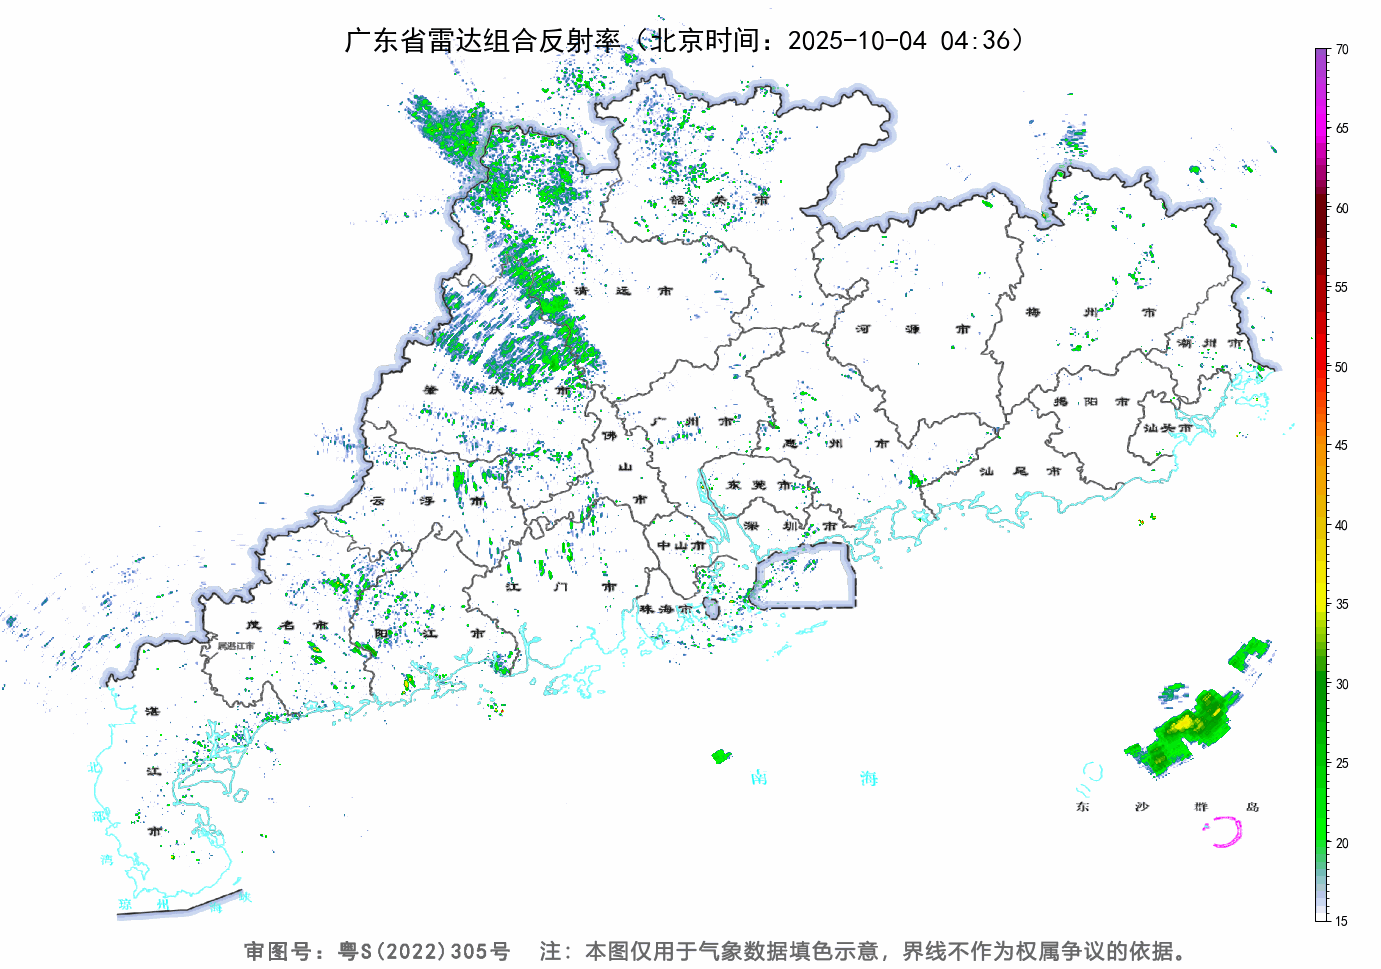 广东省雷达组合反射率（北京时间：2025-10-04 04:36）
70
65
60
55
50
45
40
35
30
25
20
15
韶关市
清远市
河源市
梅州市
潮州市
肇庆市
广州市
佛山市
惠州市
揭阳市
汕头市
汕尾市
云浮市
东莞市
深圳市
中山市
江门市
珠海市
茂名市
属湛江市
阳江市
湛江市
北部湾
南海
东沙群岛
琼州海峡
审图号：粤S(2022)305号 注：本图仅用于气象数据填色示意，界线不作为权属争议的依据。